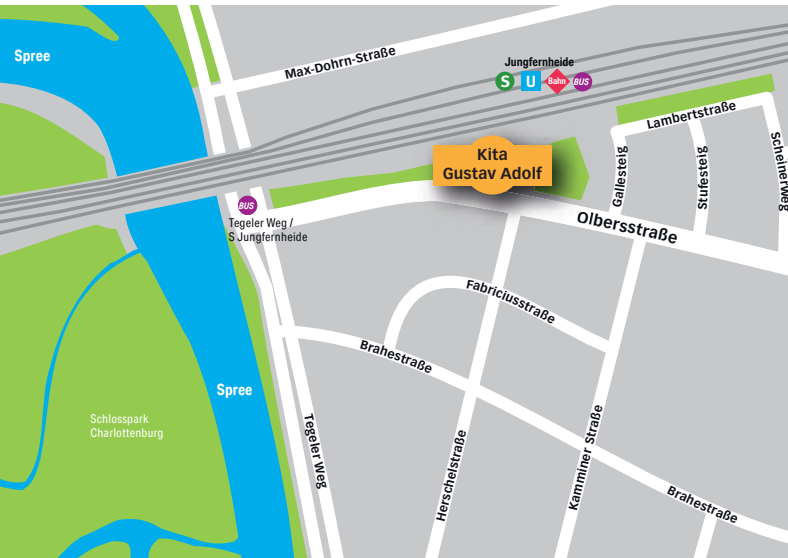 Spree
Max-Dohrn-Straße
Jungfernheide
S U Bahn BUS
Lambertstraße
Scheinerweg
Gallesteig
Stufesteig
Kita
Gustav Adolf
BUS
Tegeler Weg /
S Jungfernheide
Olbersstraße
Fabriciusstraße
Brahestraße
Spree
Schlosspark
Charlottenburg
Tegeler Weg
Herschelstraße
Kamminer Straße
Brahestraße